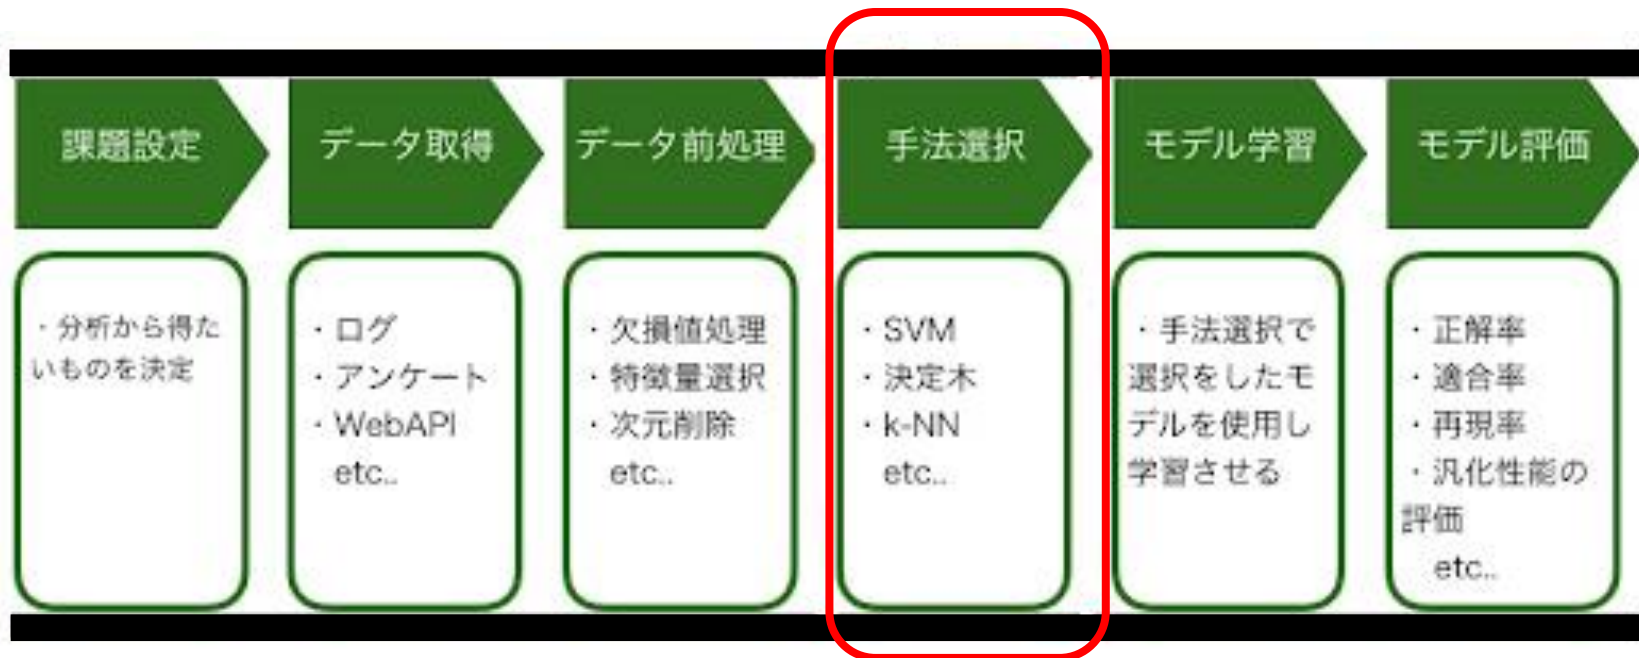 課題設定
データ取得
データ前処理
手法選択
モデル学習
モデル評価
・分析から得た
いものを決定
・ログ
・アンケート
・WebAPI
etc..
・欠損値処理
・特徴量選択
・次元削除
etc..
・SVM
・決定木
・k-NN
etc..
・手法選択で
選択をしたモ
デルを使用し
学習させる
・正解率
・適合率
・再現率
・汎化性能の
評価
etc..